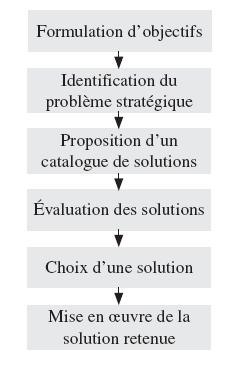 Formulation d'objectifs
Identification du
problème stratégique
Proposition d'un
catalogue de solutions
Évaluation des solutions
Choix d'une solution
Mise en œuvre de la
solution retenue